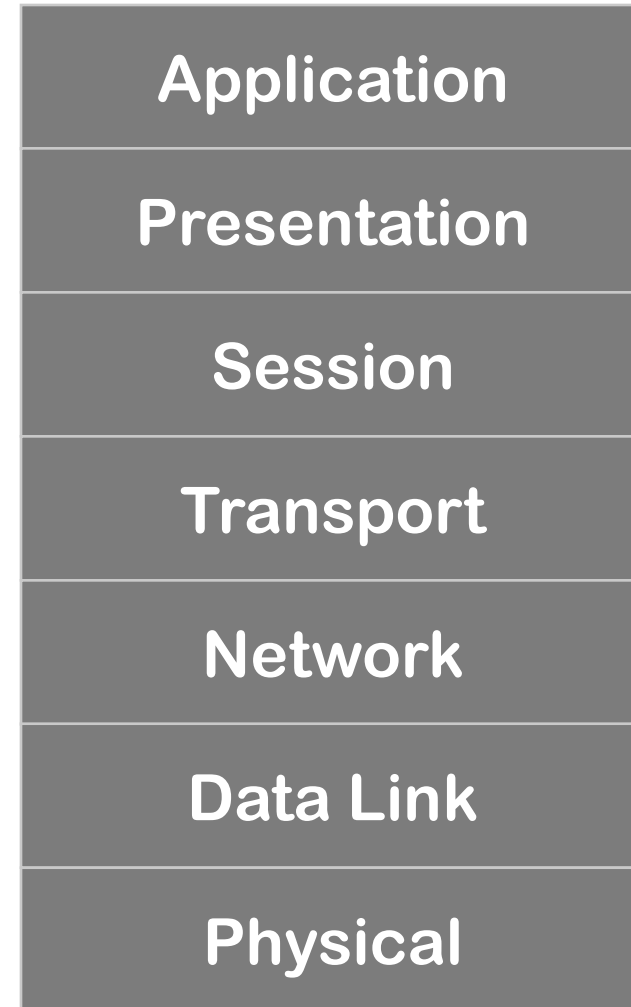 Application
Presentation
Session
Transport
Network
Data Link
Physical